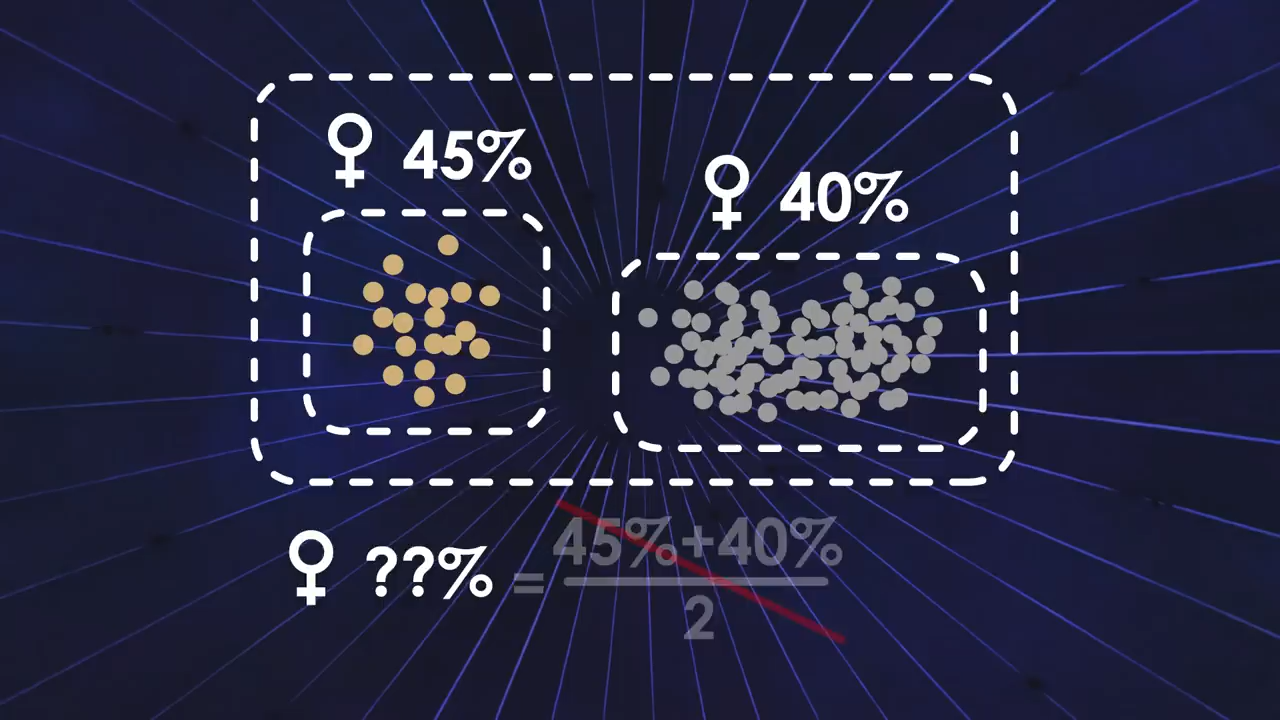 ♀ 45%
♀ 40%
♀ ??% = 45%+40%
2